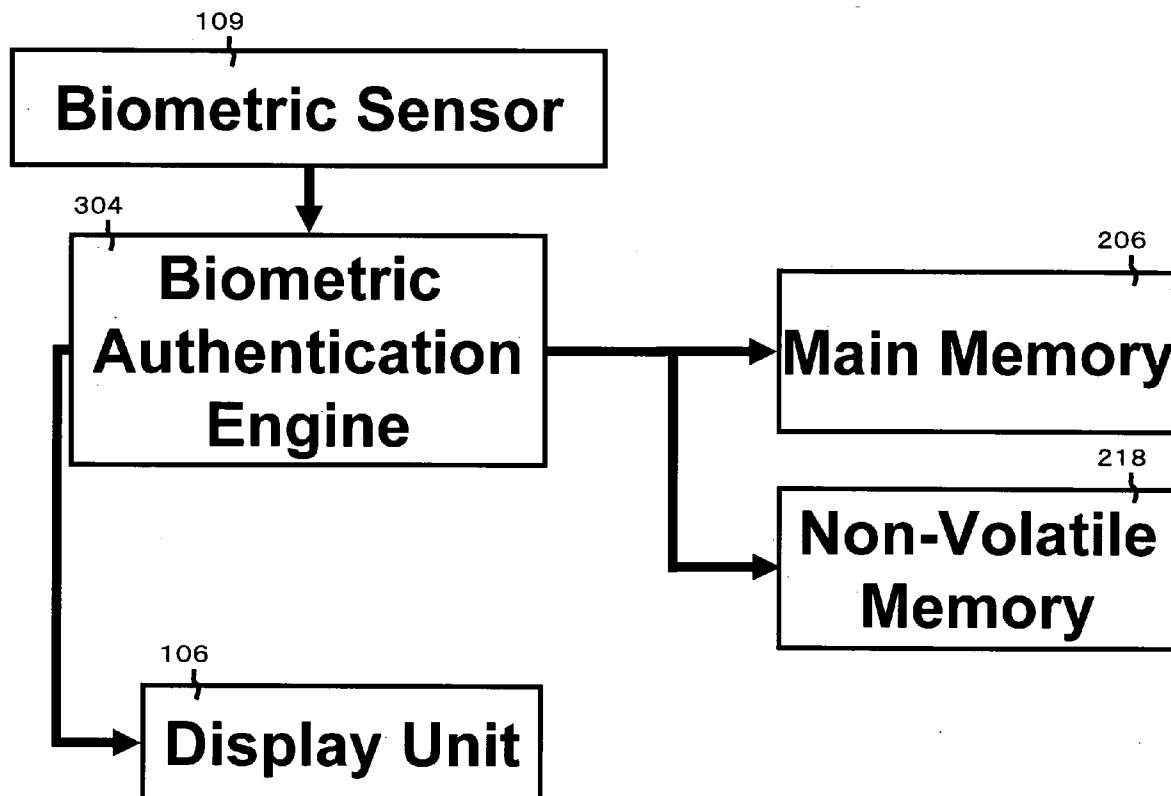 109
Biometric Sensor
304
Biometric
Authentication
Engine
206
Main Memory
218
Non-Volatile
Memory
106
Display Unit